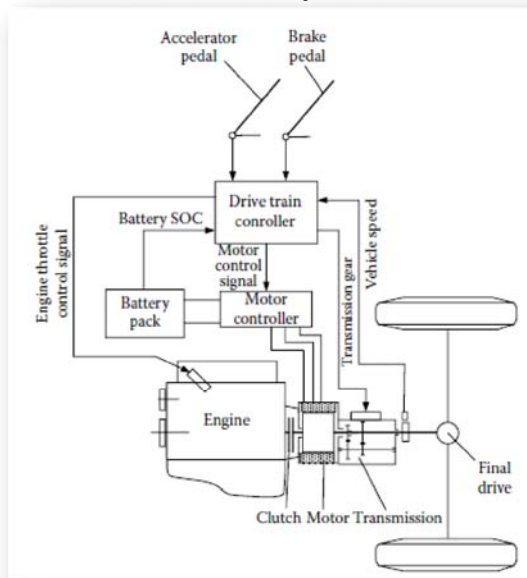 Accelerator
pedal
Brake
pedal
Drive train
conroller
Battery SOC
Motor
control
signal
Engine throttle
control signal
Vehicle speed
Transmission gear
Battery
pack
Motor
controller
Engine
Final
drive
Clutch Motor Transmission